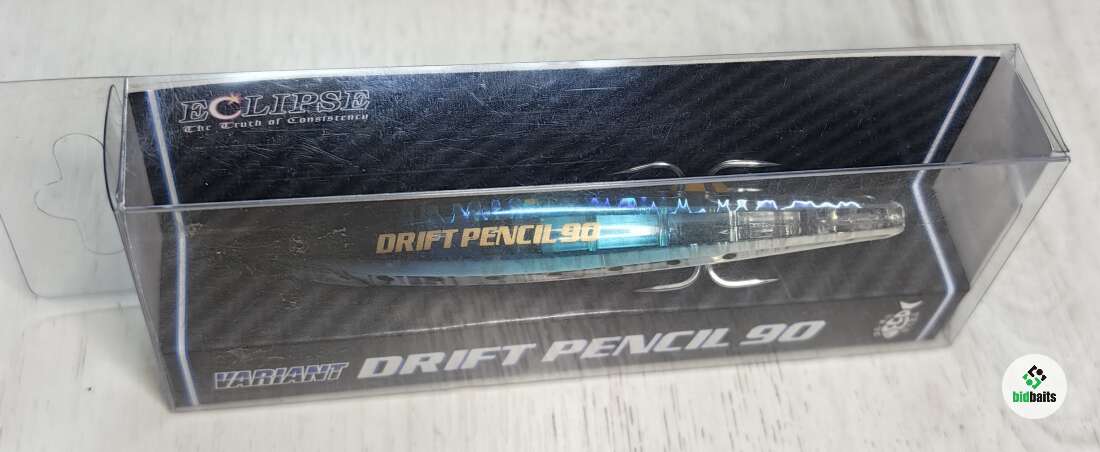 ECLIPSE
The Truth of Consistency
DRIFT PENCIL 90
VARIANT DRIFT PENCIL 90
bidbaits